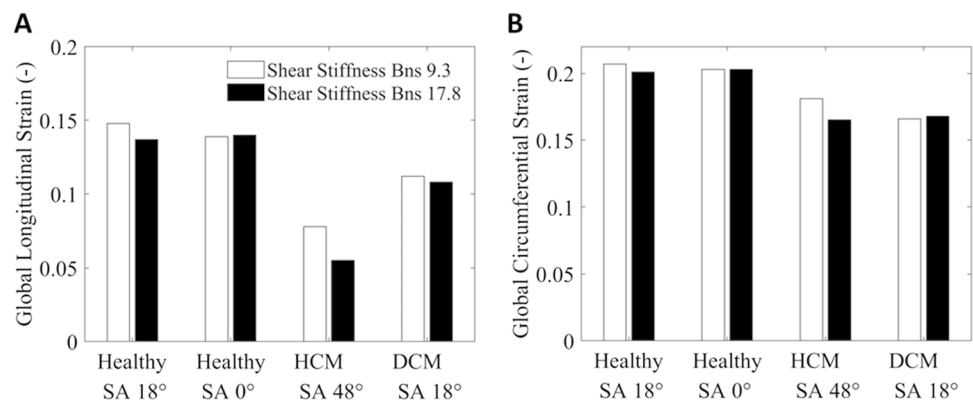 A
Global Longitudinal Strain (-)
0.2
0.15
0.1
0.05
0
Shear Stiffness Bns 9.3
Shear Stiffness Bns 17.8
Healthy Healthy HCM DCM
SA 18° SA 0° SA 48° SA 18°
B
Global Circumferential Strain (-)
0.2
0.15
0.1
0.05
0
Healthy Healthy HCM DCM
SA 18° SA 0° SA 48° SA 18°